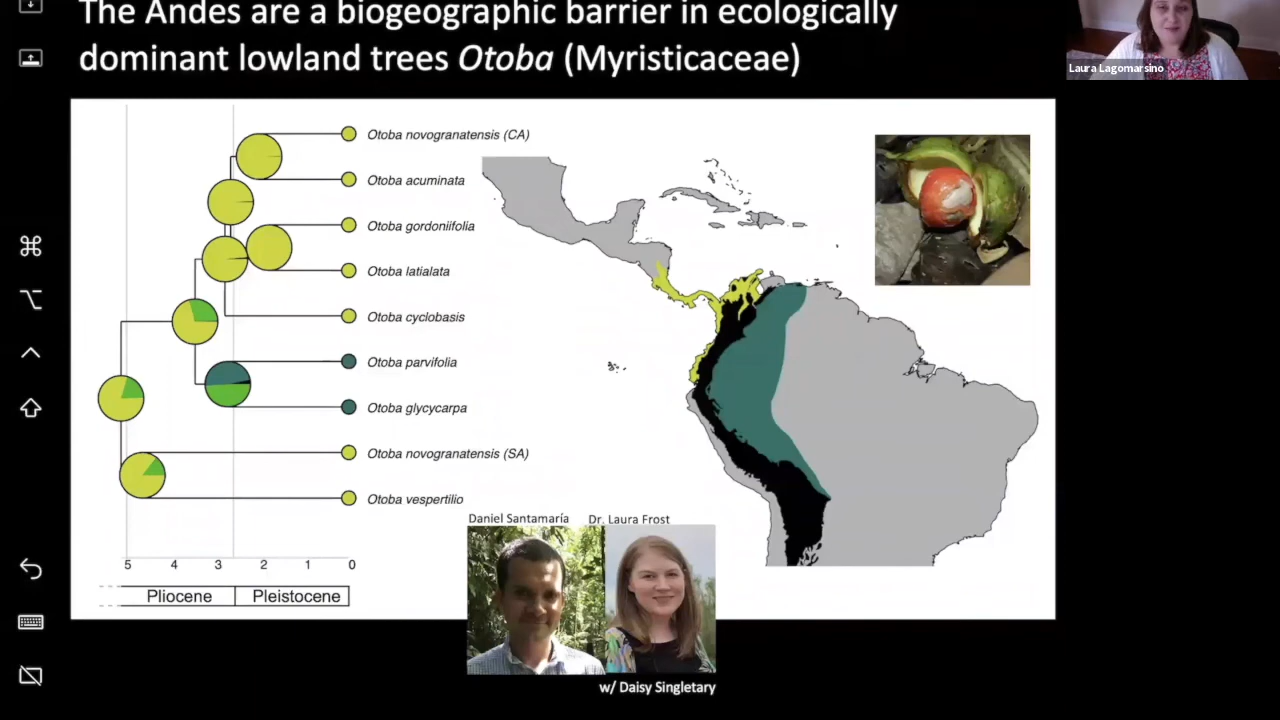 The Andes are a biogeographic barrier in ecologically
dominant lowland trees Otoba (Myristicaceae)
Laura Lagomarsino
Otoba novogranatensis (CA)
Otoba acuminata
Otoba gordoniifolia
Otoba latialata
Otoba cyclobasis
Otoba parvifolia
Otoba glycycarpa
Otoba novogranatensis (SA)
Otoba vespertilio
5 4 3 2 1 0
Pliocene Pleistocene
Daniel Santamaría Dr. Laura Frost
w/ Daisy Singletary